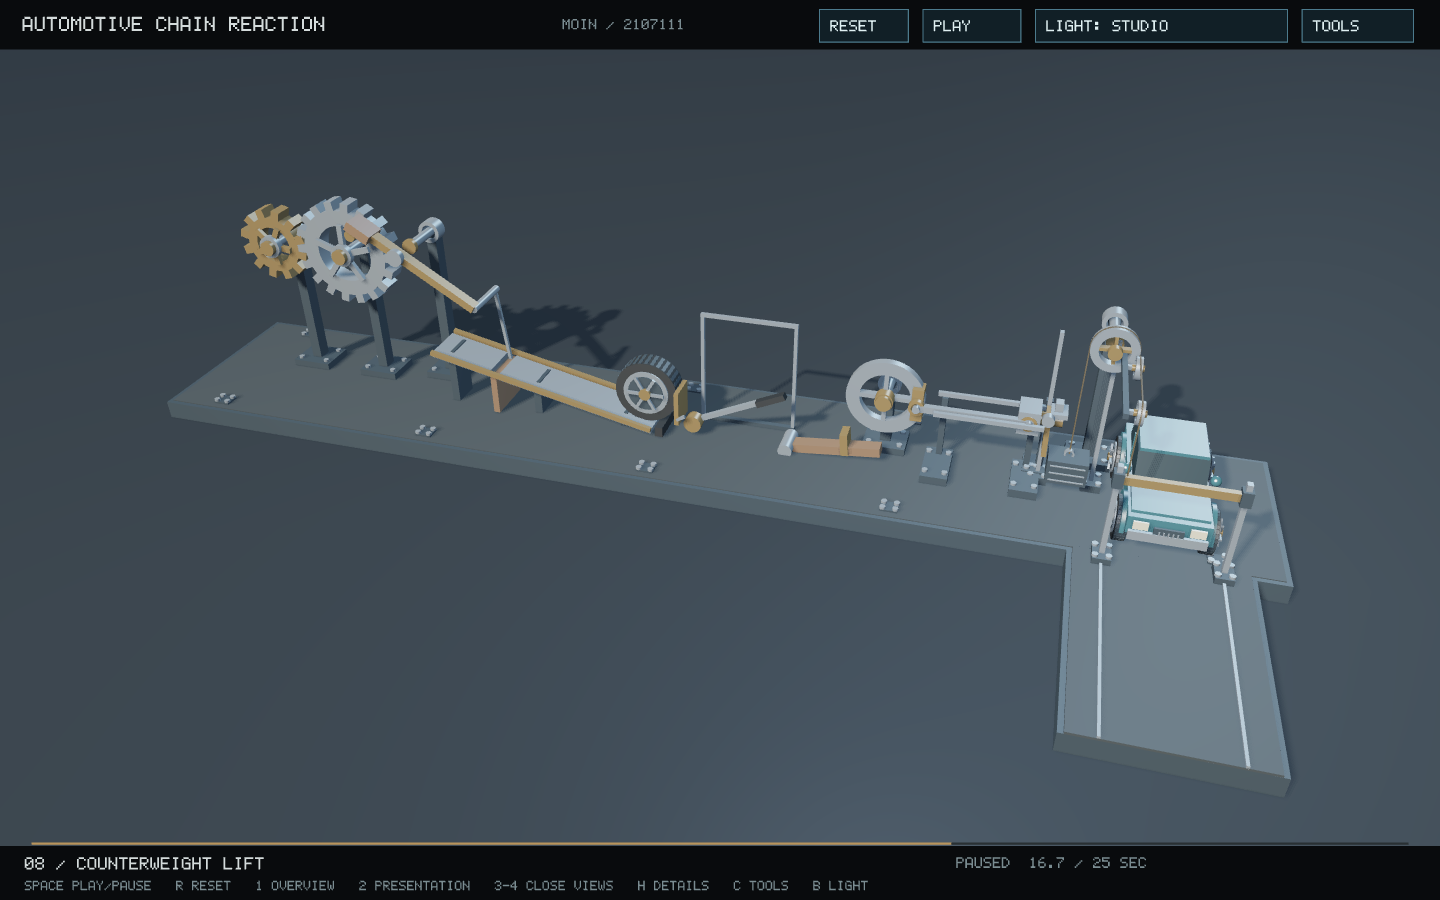 AUTOMOTIVE CHAIN REACTION
MOIN / 2107111
RESET
PLAY
LIGHT: STUDIO
TOOLS
08 / COUNTERWEIGHT LIFT
PAUSED 16.7 / 25 SEC
SPACE PLAY/PAUSE R RESET 1 OVERVIEW 2 PRESENTATION 3-4 CLOSE VIEWS H DETAILS C TOOLS B LIGHT